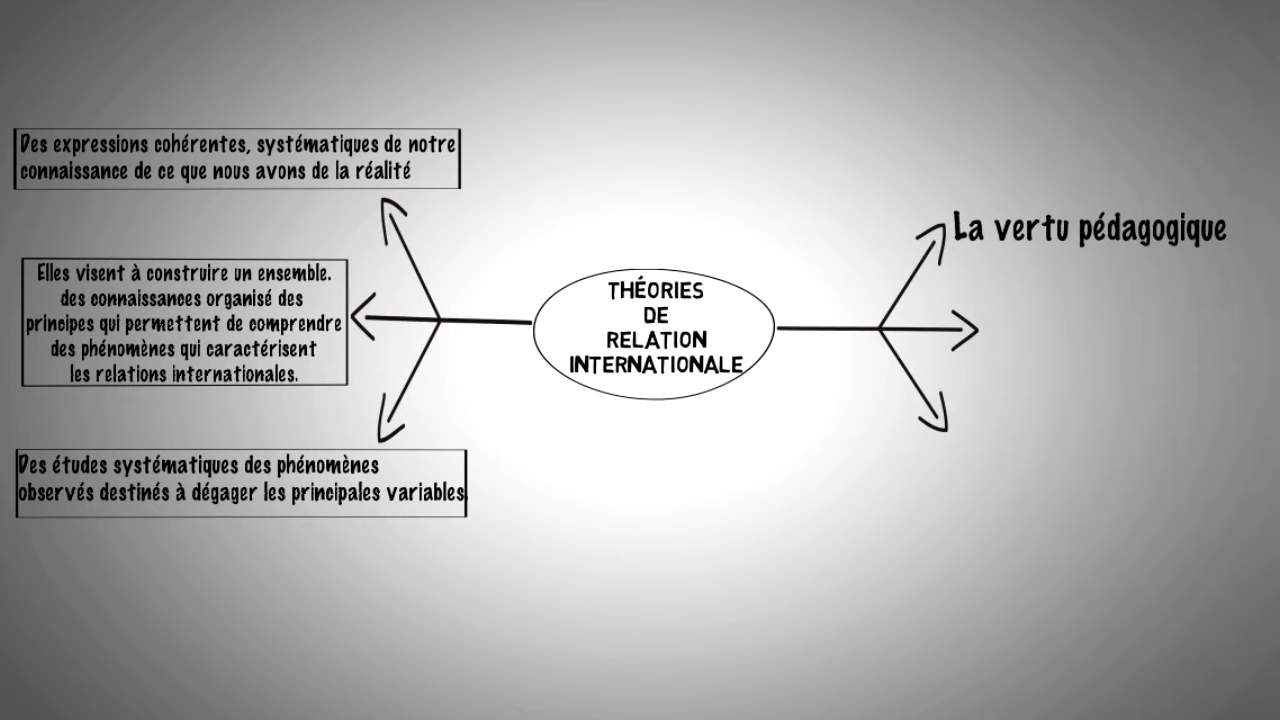 Des expressions cohérentes, systématiques de notre
connaissance de ce que nous avons de la réalité
Elles visent à construire un ensemble.
des connaissances organisé des
principes qui permettent de comprendre
des phénomènes qui caractérisent
les relations internationales.
Des études systématiques des phénomènes
observés destinés à dégager les principales variables.
THÉORIES
DE
RELATION
INTERNATIONALE
La vertu pédagogique